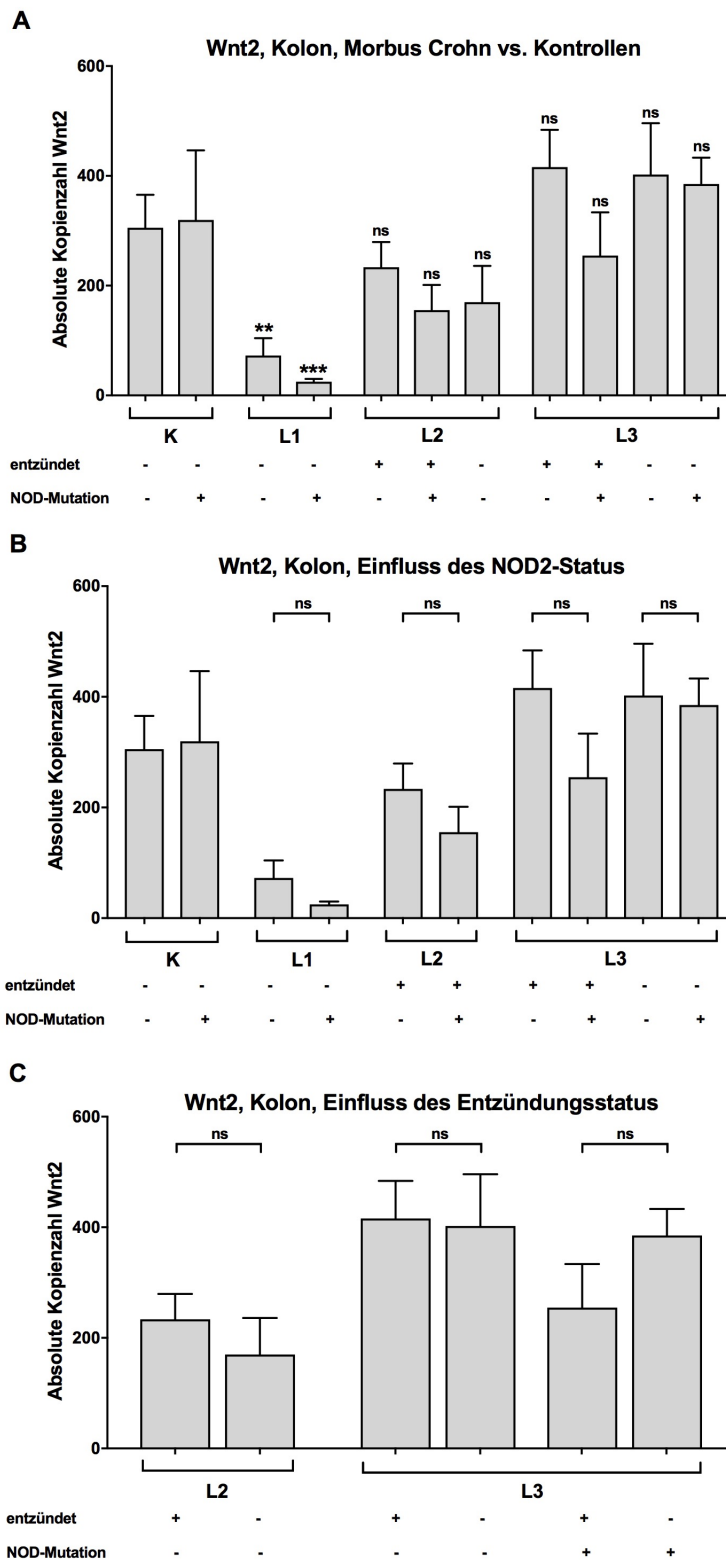 A
Wnt2, Kolon, Morbus Crohn vs. Kontrollen
Absolute Kopienzahl Wnt2
600
400
200
0
** *** ns ns ns ns ns ns ns
K L1 L2 L3
entzündet - - - - + + - + + - -
NOD-Mutation - + - + - + - - + - +
B
Wnt2, Kolon, Einfluss des NOD2-Status
Absolute Kopienzahl Wnt2
600
400
200
0
ns ns ns ns
K L1 L2 L3
entzündet - - - - + + + + - -
NOD-Mutation - + - + - + - + - +
C
Wnt2, Kolon, Einfluss des Entzündungsstatus
Absolute Kopienzahl Wnt2
600
400
200
0
ns ns ns
L2 L3
entzündet + - + - + -
NOD-Mutation - - - - + +